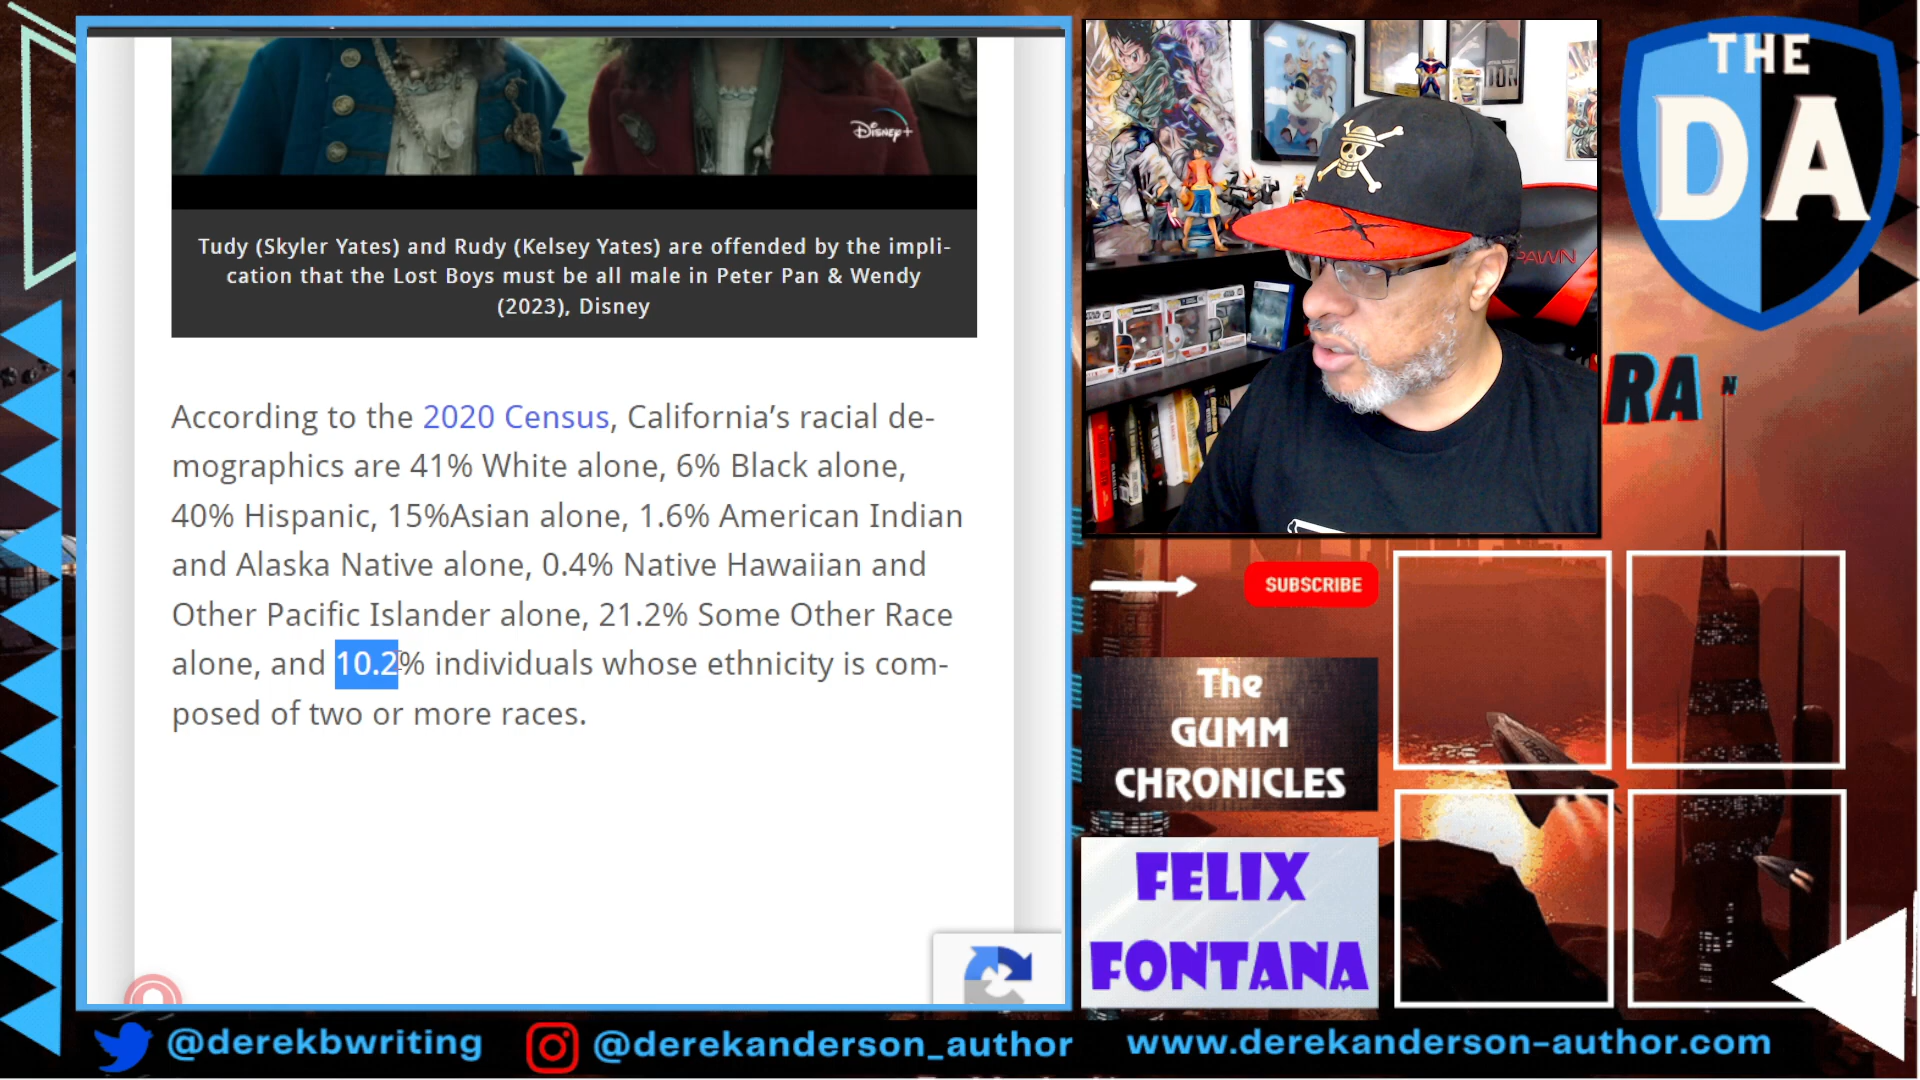 Disney+
Tudy (Skyler Yates) and Rudy (Kelsey Yates) are offended by the impli-
cation that the Lost Boys must be all male in Peter Pan & Wendy
(2023), Disney
According to the 2020 Census, California's racial de-
mographics are 41% White alone, 6% Black alone,
40% Hispanic, 15%Asian alone, 1.6% American Indian
and Alaska Native alone, 0.4% Native Hawaiian and
Other Pacific Islander alone, 21.2% Some Other Race
alone, and 10.2% individuals whose ethnicity is com-
posed of two or more races.
THE
DA
RA N
SUBSCRIBE
The
GUMM
CHRONICLES
FELIX
FONTANA
@derekbwriting
@derekanderson_author
www.derekanderson-author.com